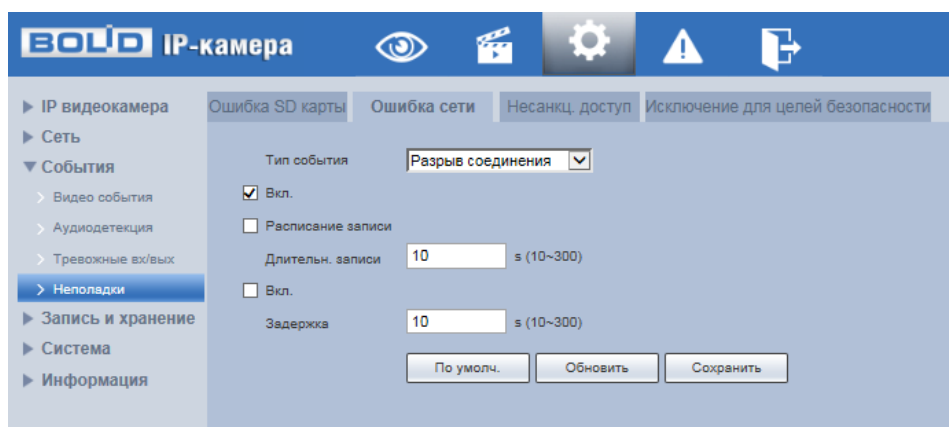 BOLID IP-камера
IP видеокамера
Сеть
События
Видео события
Аудиодетекция
Тревожные вх/вых
Неполадки
Запись и хранение
Система
Информация
Ошибка SD карты Ошибка сети Несанкц. доступ Исключение для целей безопасности
Тип события Разрыв соединения
Вкл.
Расписание записи
Длительн. записи 10 s (10~300)
Вкл.
Задержка 10 s (10~300)
По умолч. Обновить Сохранить